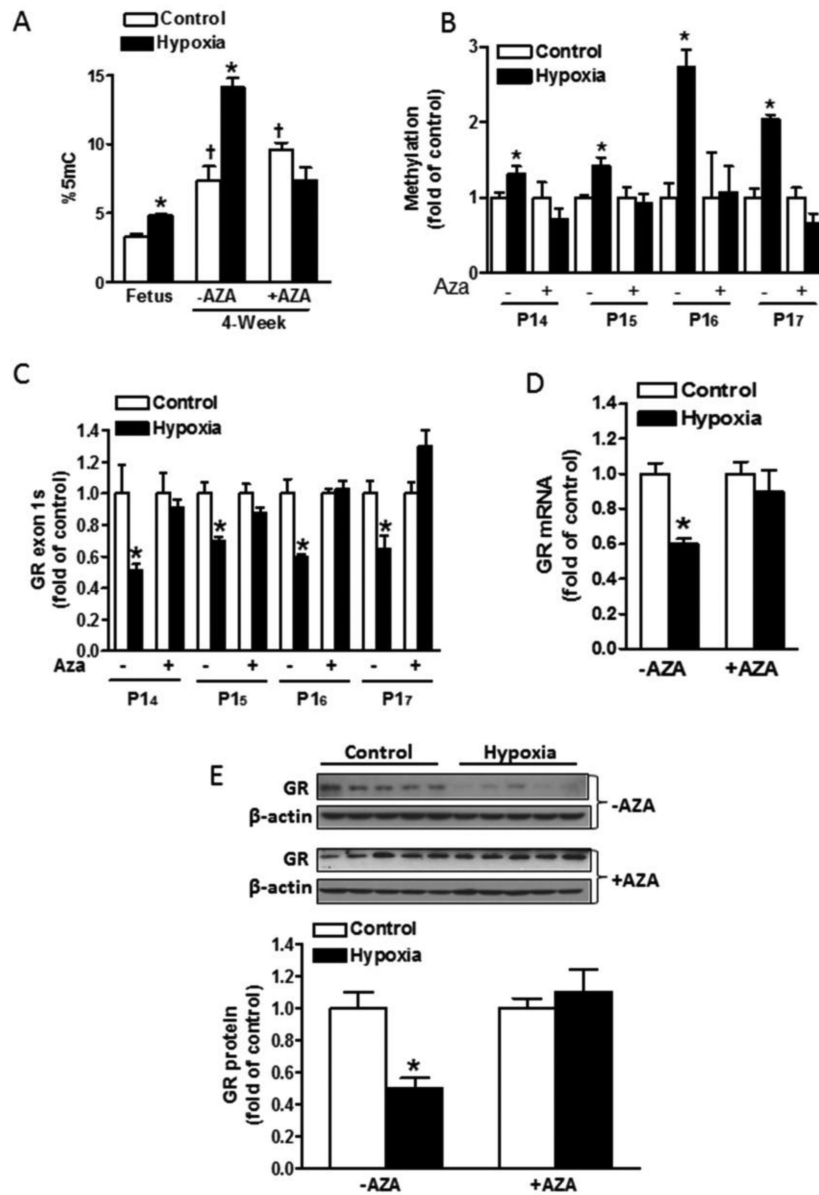 A
Control
Hypoxia
%5mC
15
10
5
0
*
†
*
†
Fetus
-AZA
+AZA
4-Week
B
Control
Hypoxia
Methylation
(fold of control)
3
2
1
0
*
*
*
*
Aza - + - + - + - +
P14 P15 P16 P17
C
Control
Hypoxia
GR exon 1s
(fold of control)
1.4
1.2
1.0
0.8
0.6
0.4
0.2
0.0
*
*
*
*
Aza - + - + - + - +
P14 P15 P16 P17
D
Control
Hypoxia
GR mRNA
(fold of control)
1.4
1.2
1.0
0.8
0.6
0.4
0.2
0.0
*
-AZA +AZA
E
Control Hypoxia
GR
β-actin
-AZA
GR
β-actin
+AZA
Control
Hypoxia
GR protein
(fold of control)
1.4
1.2
1.0
0.8
0.6
0.4
0.2
0.0
*
-AZA +AZA